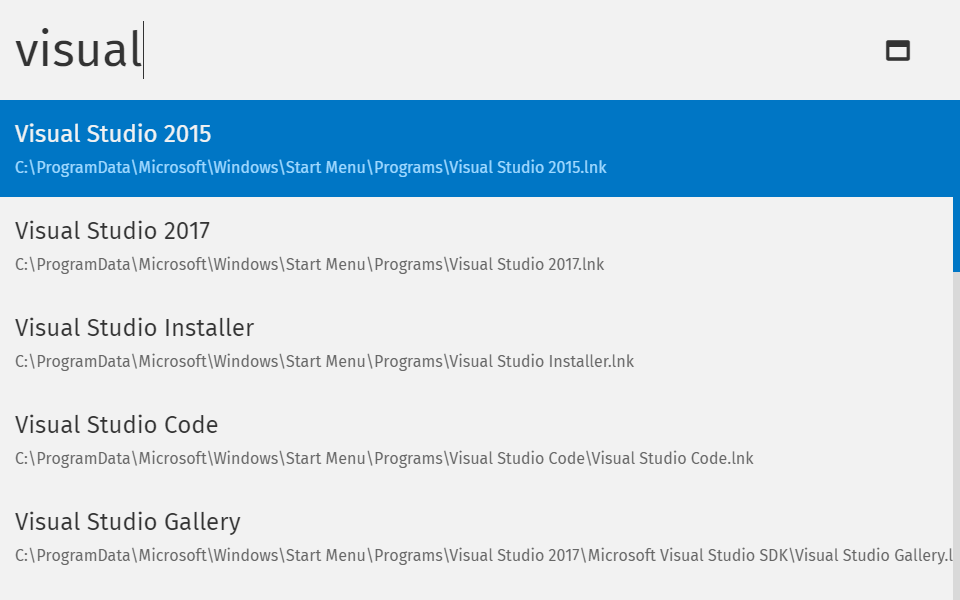 visual
Visual Studio 2015
C:\ProgramData\Microsoft\Windows\Start Menu\Programs\Visual Studio 2015.lnk
Visual Studio 2017
C:\ProgramData\Microsoft\Windows\Start Menu\Programs\Visual Studio 2017.lnk
Visual Studio Installer
C:\ProgramData\Microsoft\Windows\Start Menu\Programs\Visual Studio Installer.lnk
Visual Studio Code
C:\ProgramData\Microsoft\Windows\Start Menu\Programs\Visual Studio Code\Visual Studio Code.lnk
Visual Studio Gallery
C:\ProgramData\Microsoft\Windows\Start Menu\Programs\Visual Studio 2017\Microsoft Visual Studio SDK\Visual Studio Gallery.l